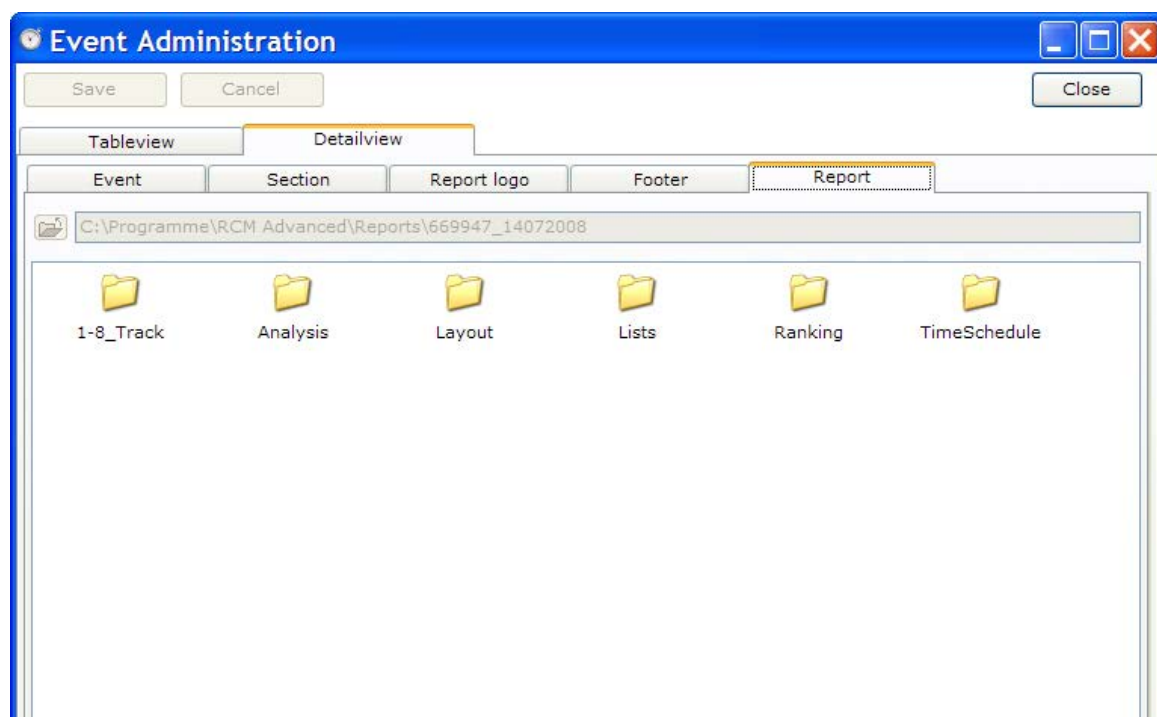 Event Administration
Save Cancel Close
Tableview Detailview
Event Section Report logo Footer Report
C:\Programme\RCM Advanced\Reports\669947_14072008
1-8_Track Analysis Layout Lists Ranking TimeSchedule